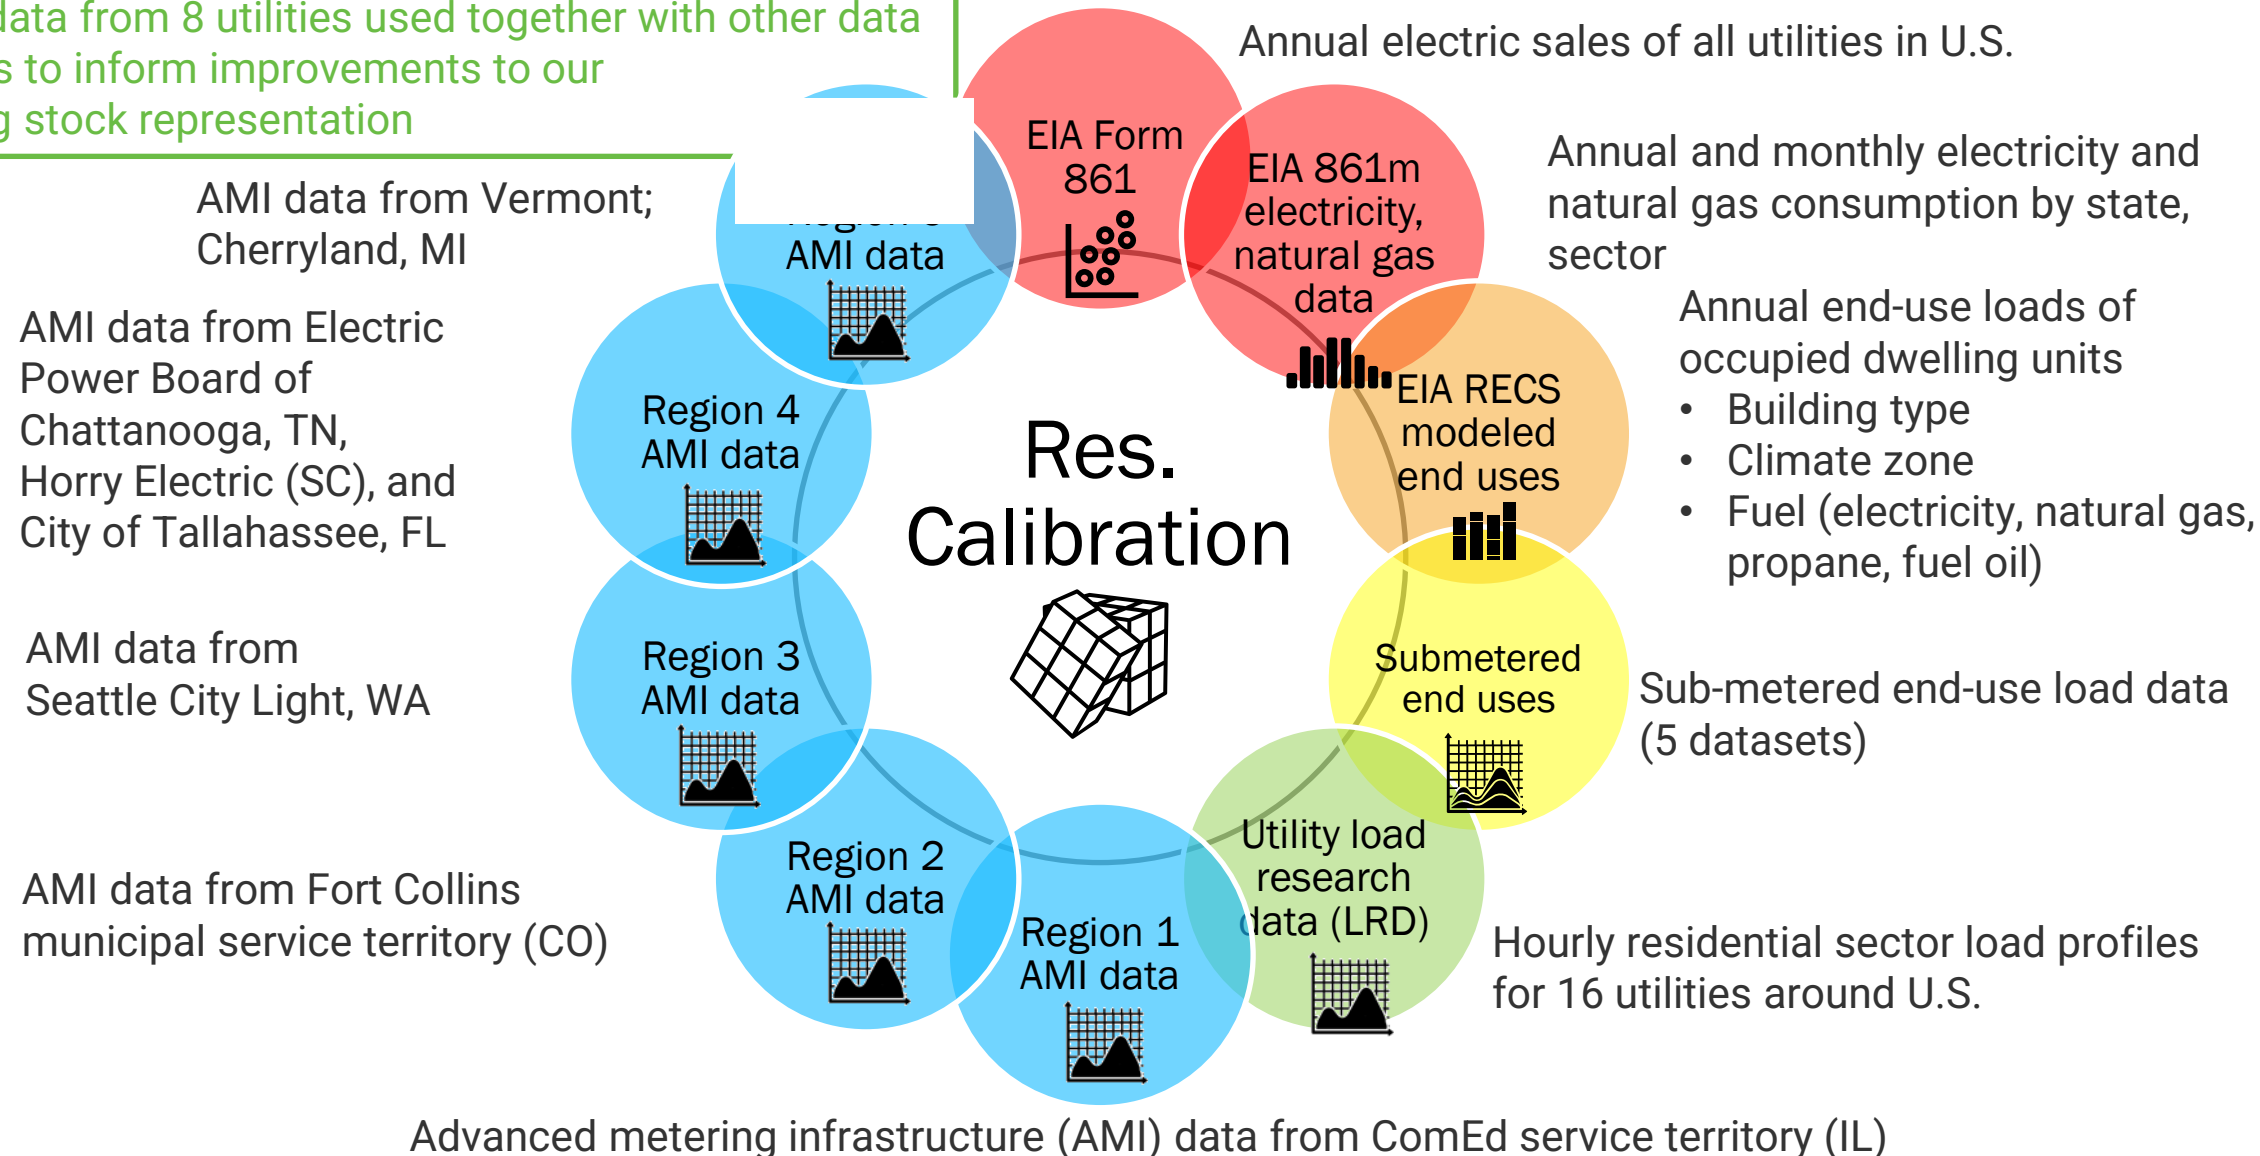 data from 8 utilities used together with other data
s to inform improvements to our
g stock representation
Annual electric sales of all utilities in U.S.
EIA Form
861
EIA 861m
electricity,
natural gas
data
Annual and monthly electricity and
natural gas consumption by state,
sector
AMI data from Vermont;
Cherryland, MI
AMI data
Annual end-use loads of
occupied dwelling units
• Building type
• Climate zone
• Fuel (electricity, natural gas,
propane, fuel oil)
AMI data from Electric
Power Board of
Chattanooga, TN,
Horry Electric (SC), and
City of Tallahassee, FL
Region 4
AMI data
EIA RECS
modeled
end uses
Res.
Calibration
AMI data from
Seattle City Light, WA
Region 3
AMI data
Submetered
end uses
Sub-metered end-use load data
(5 datasets)
AMI data from Fort Collins
municipal service territory (CO)
Region 2
AMI data
Region 1
AMI data
Utility load
research
data (LRD)
Hourly residential sector load profiles
for 16 utilities around U.S.
Advanced metering infrastructure (AMI) data from ComEd service territory (IL)